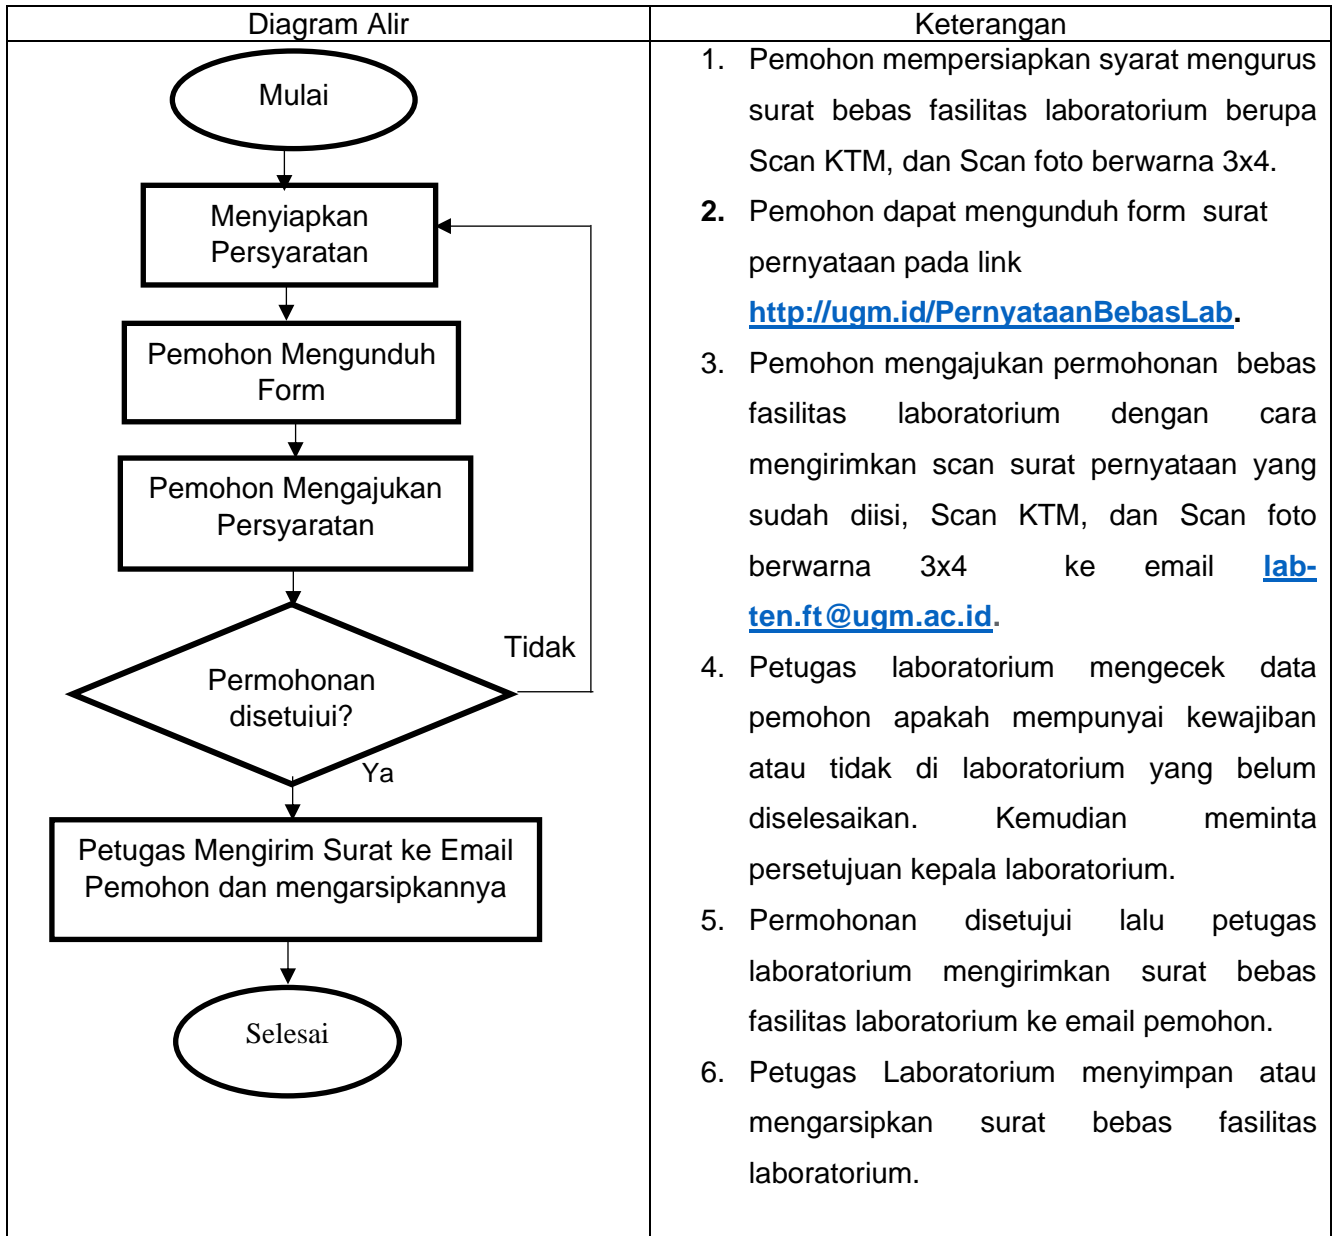 Diagram Alir
Keterangan
Mulai
Menyiapkan
Persyaratan
Pemohon Mengunduh
Form
Pemohon Mengajukan
Persyaratan
Tidak
Permohonan
disetuiui?
Ya
Petugas Mengirim Surat ke Email
Pemohon dan mengarsipkannya
Selesai
1. Pemohon mempersiapkan syarat mengurus
surat bebas fasilitas laboratorium berupa
Scan KTM, dan Scan foto berwarna 3x4.
2. Pemohon dapat mengunduh form surat
pernyataan pada link
http://ugm.id/PernyataanBebasLab.
3. Pemohon mengajukan permohonan bebas
fasilitas laboratorium dengan cara
mengirimkan scan surat pernyataan yang
sudah diisi, Scan KTM, dan Scan foto
berwarna 3x4 ke email lab-
ten.ft@ugm.ac.id.
4. Petugas laboratorium mengecek data
pemohon apakah mempunyai kewajiban
atau tidak di laboratorium yang belum
diselesaikan. Kemudian meminta
persetujuan kepala laboratorium.
5. Permohonan disetujui lalu petugas
laboratorium mengirimkan surat bebas
fasilitas laboratorium ke email pemohon.
6. Petugas Laboratorium menyimpan atau
mengarsipkan surat bebas fasilitas
laboratorium.